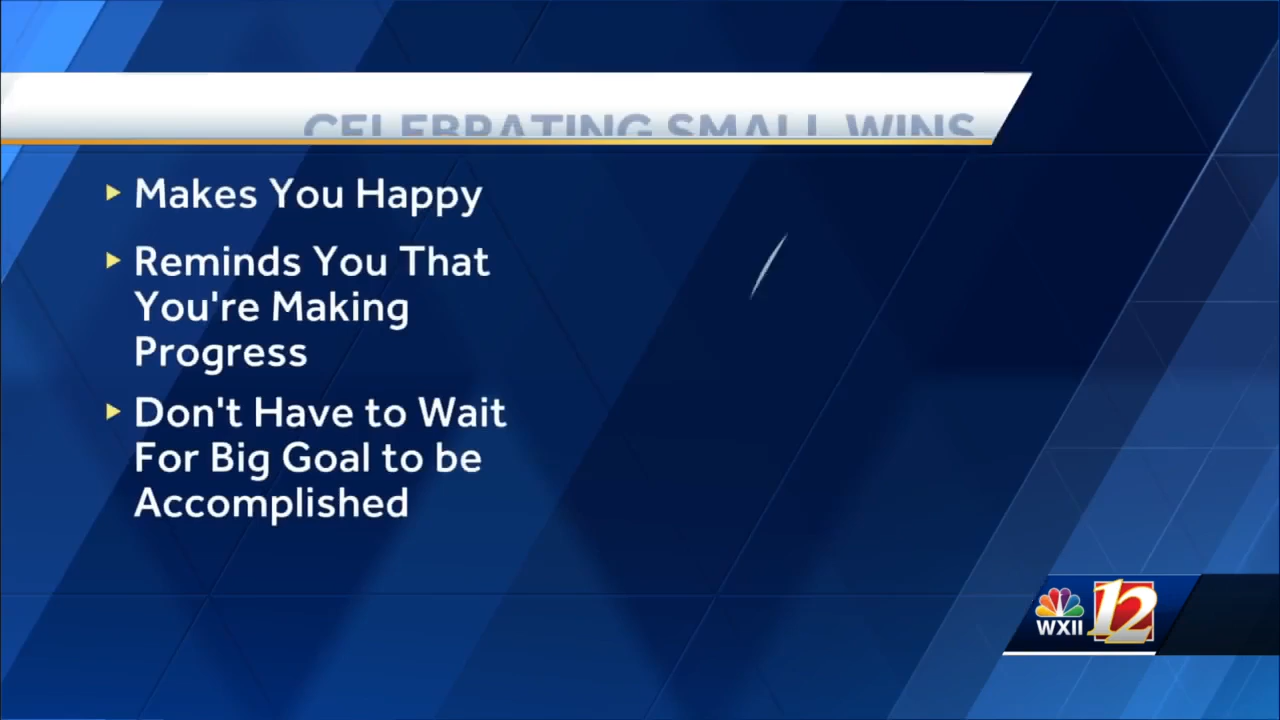 CELEBRATING SMALL WINS
Makes You Happy
Reminds You That
You're Making
Progress
Don't Have to Wait
For Big Goal to be
Accomplished
WXII 12